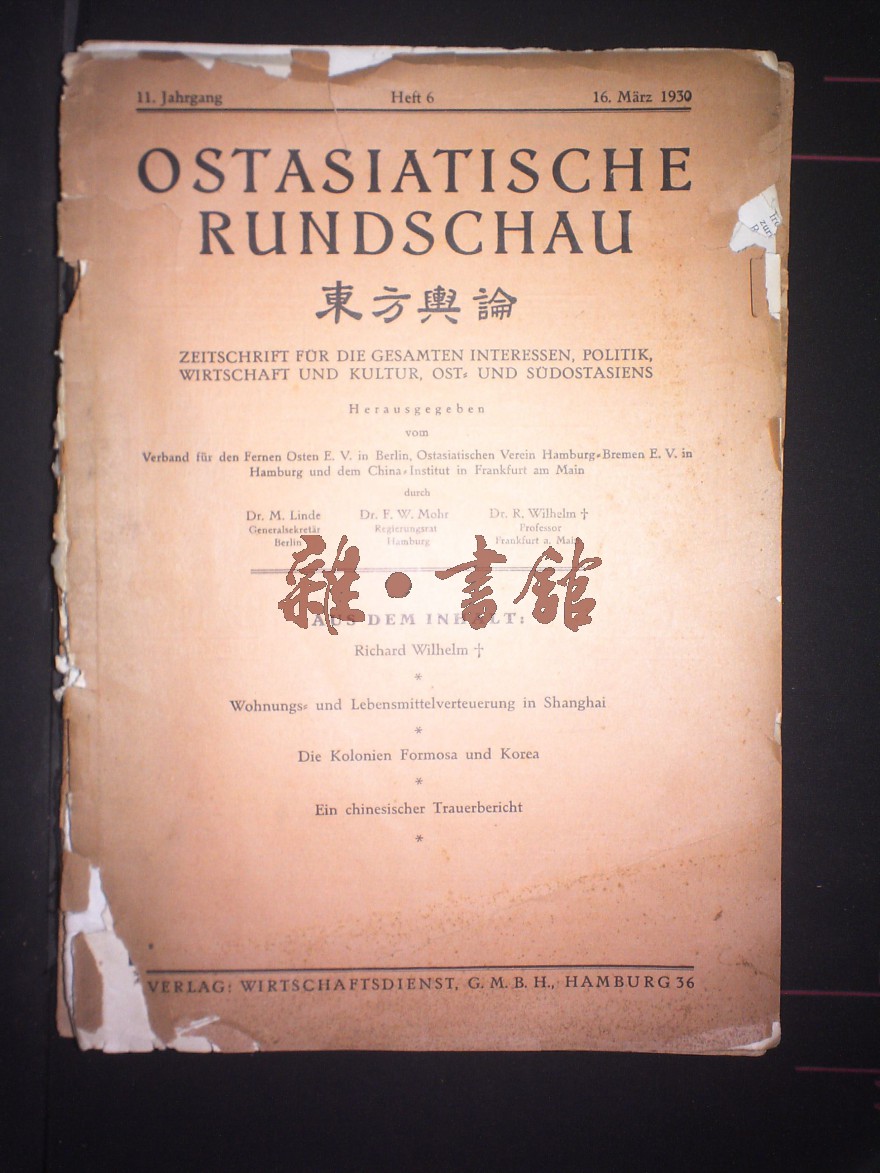 11. Jahrgang Heft 6 16. März 1930
OSTASIATISCHE
RUNDSCHAU
東方輿論
ZEITSCHRIFT FÜR DIE GESAMTEN INTERESSEN, POLITIK,
WIRTSCHAFT UND KULTUR, OST- UND SÜDOSTASIENS
Herausgegeben
vom
Verband für den Fernen Osten E. V. in Berlin, Ostasiatischen Verein Hamburg-Bremen E. V. in
Hamburg und dem China-Institut in Frankfurt am Main
durch
Dr. M. Linde Dr. F. W. Mohr Dr. R. Wilhelm †
Generalsekretär Regierungsrat Professor
Berlin Hamburg Frankfurt a. Main
雜·書館
AUS DEM INHALT:
Richard Wilhelm †
*
Wohnungs- und Lebensmittelverteuerung in Shanghai
*
Die Kolonien Formosa und Korea
*
Ein chinesischer Trauerbericht
*
VERLAG: WIRTSCHAFTSDIENST, G. M. B. H., HAMBURG 36